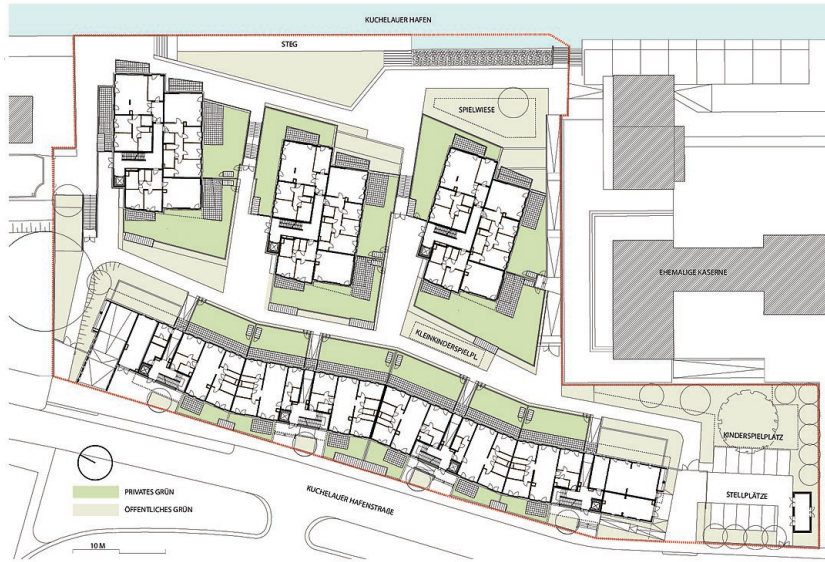 KUCHELAUER HAFEN
STEG
SPIELWIESE
EHEMALIGE KASERNE
KLEINKINDERSPIELPL.
KINDERSPIELPLATZ
STELLPLÄTZE
KUCHELAUER HAFENSTRAßE
PRIVATES GRÜN
ÖFFENTLICHES GRÜN
10 M